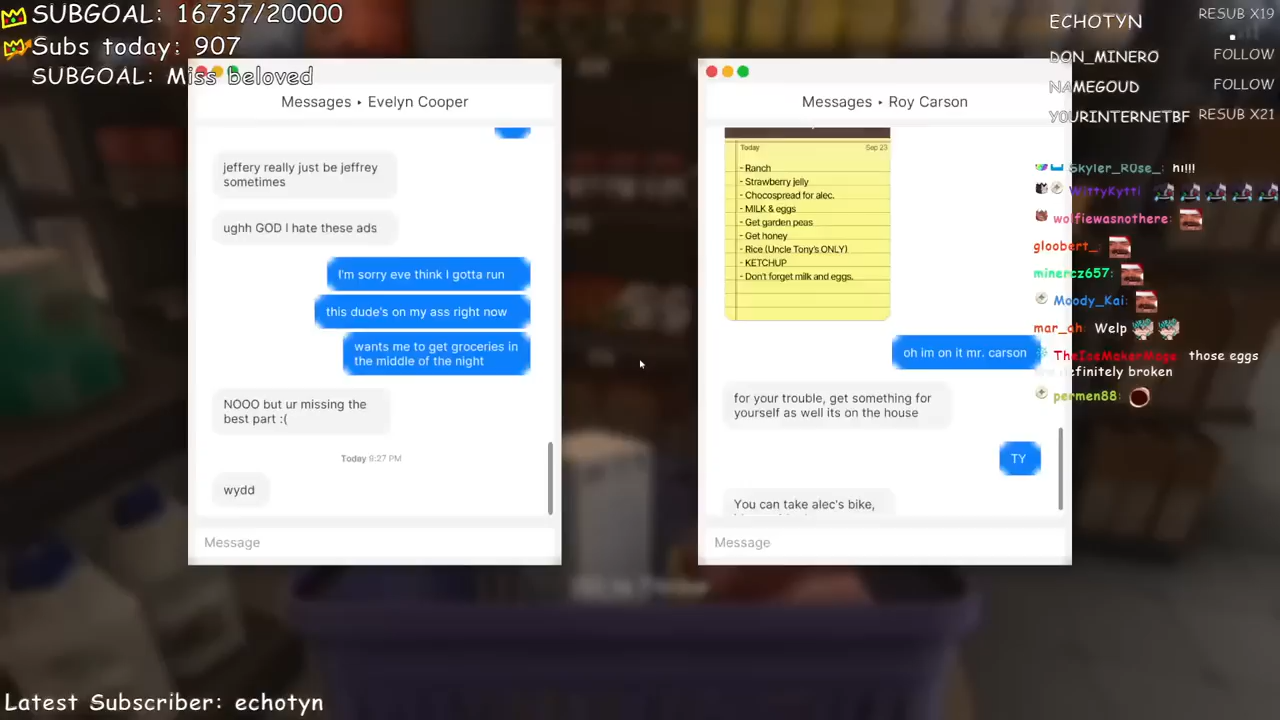 SUBGOAL: 16737/20000
Subs today: 907
SUBGOAL: Miss beloved
Messages ‣ Evelyn Cooper
jeffery really just be jeffrey
sometimes
ughh GOD I hate these ads
I'm sorry eve think I gotta run
this dude's on my ass right now
wants me to get groceries in
the middle of the night
NOOO but ur missing the
best part :(
Today 9:27 PM
wydd
Message
Messages ‣ Roy Carson
Today Sep 23
- Ranch
- Strawberry jelly
- Chocospread for alec.
- MILK & eggs
- Get garden peas
- Get honey
- Rice (Uncle Tony's ONLY)
- KETCHUP
- Don't forget milk and eggs.
oh im on it mr. carson
for your trouble, get something for
yourself as well its on the house
TY
You can take alec's bike,
Message
ECHOTYN RESUB X19
DON_MINERO FOLLOW
NAMEGOUD FOLLOW
YOURINTERNETBF RESUB X21
Skyler_R0se_: hi!!!
WittyKytti
wolfiewasnothere:
gloobert_:
minercz657:
Moody_Kai:
mar_ah: Welp
TheIceMakerMage those eggs
definitely broken
permen88:
Latest Subscriber: echotyn